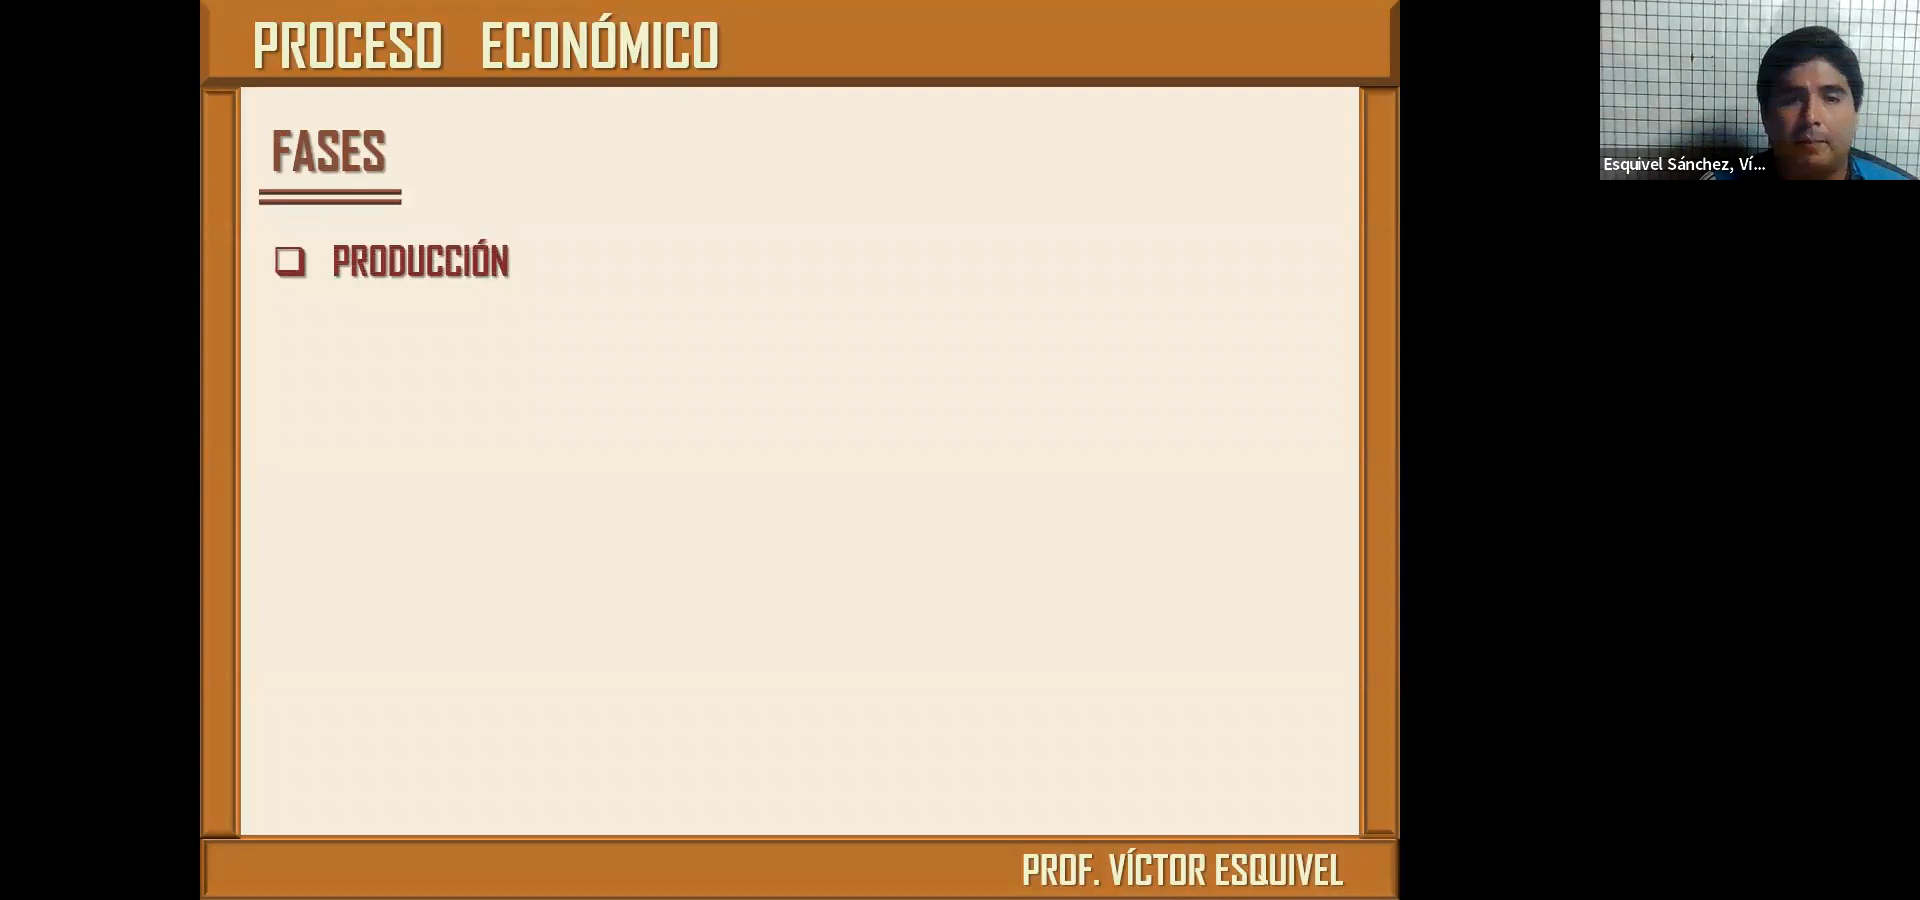 PROCESO ECONÓMICO
FASES
PRODUCCIÓN
PROF. VÍCTOR ESQUIVEL
Esquivel Sánchez, Ví...